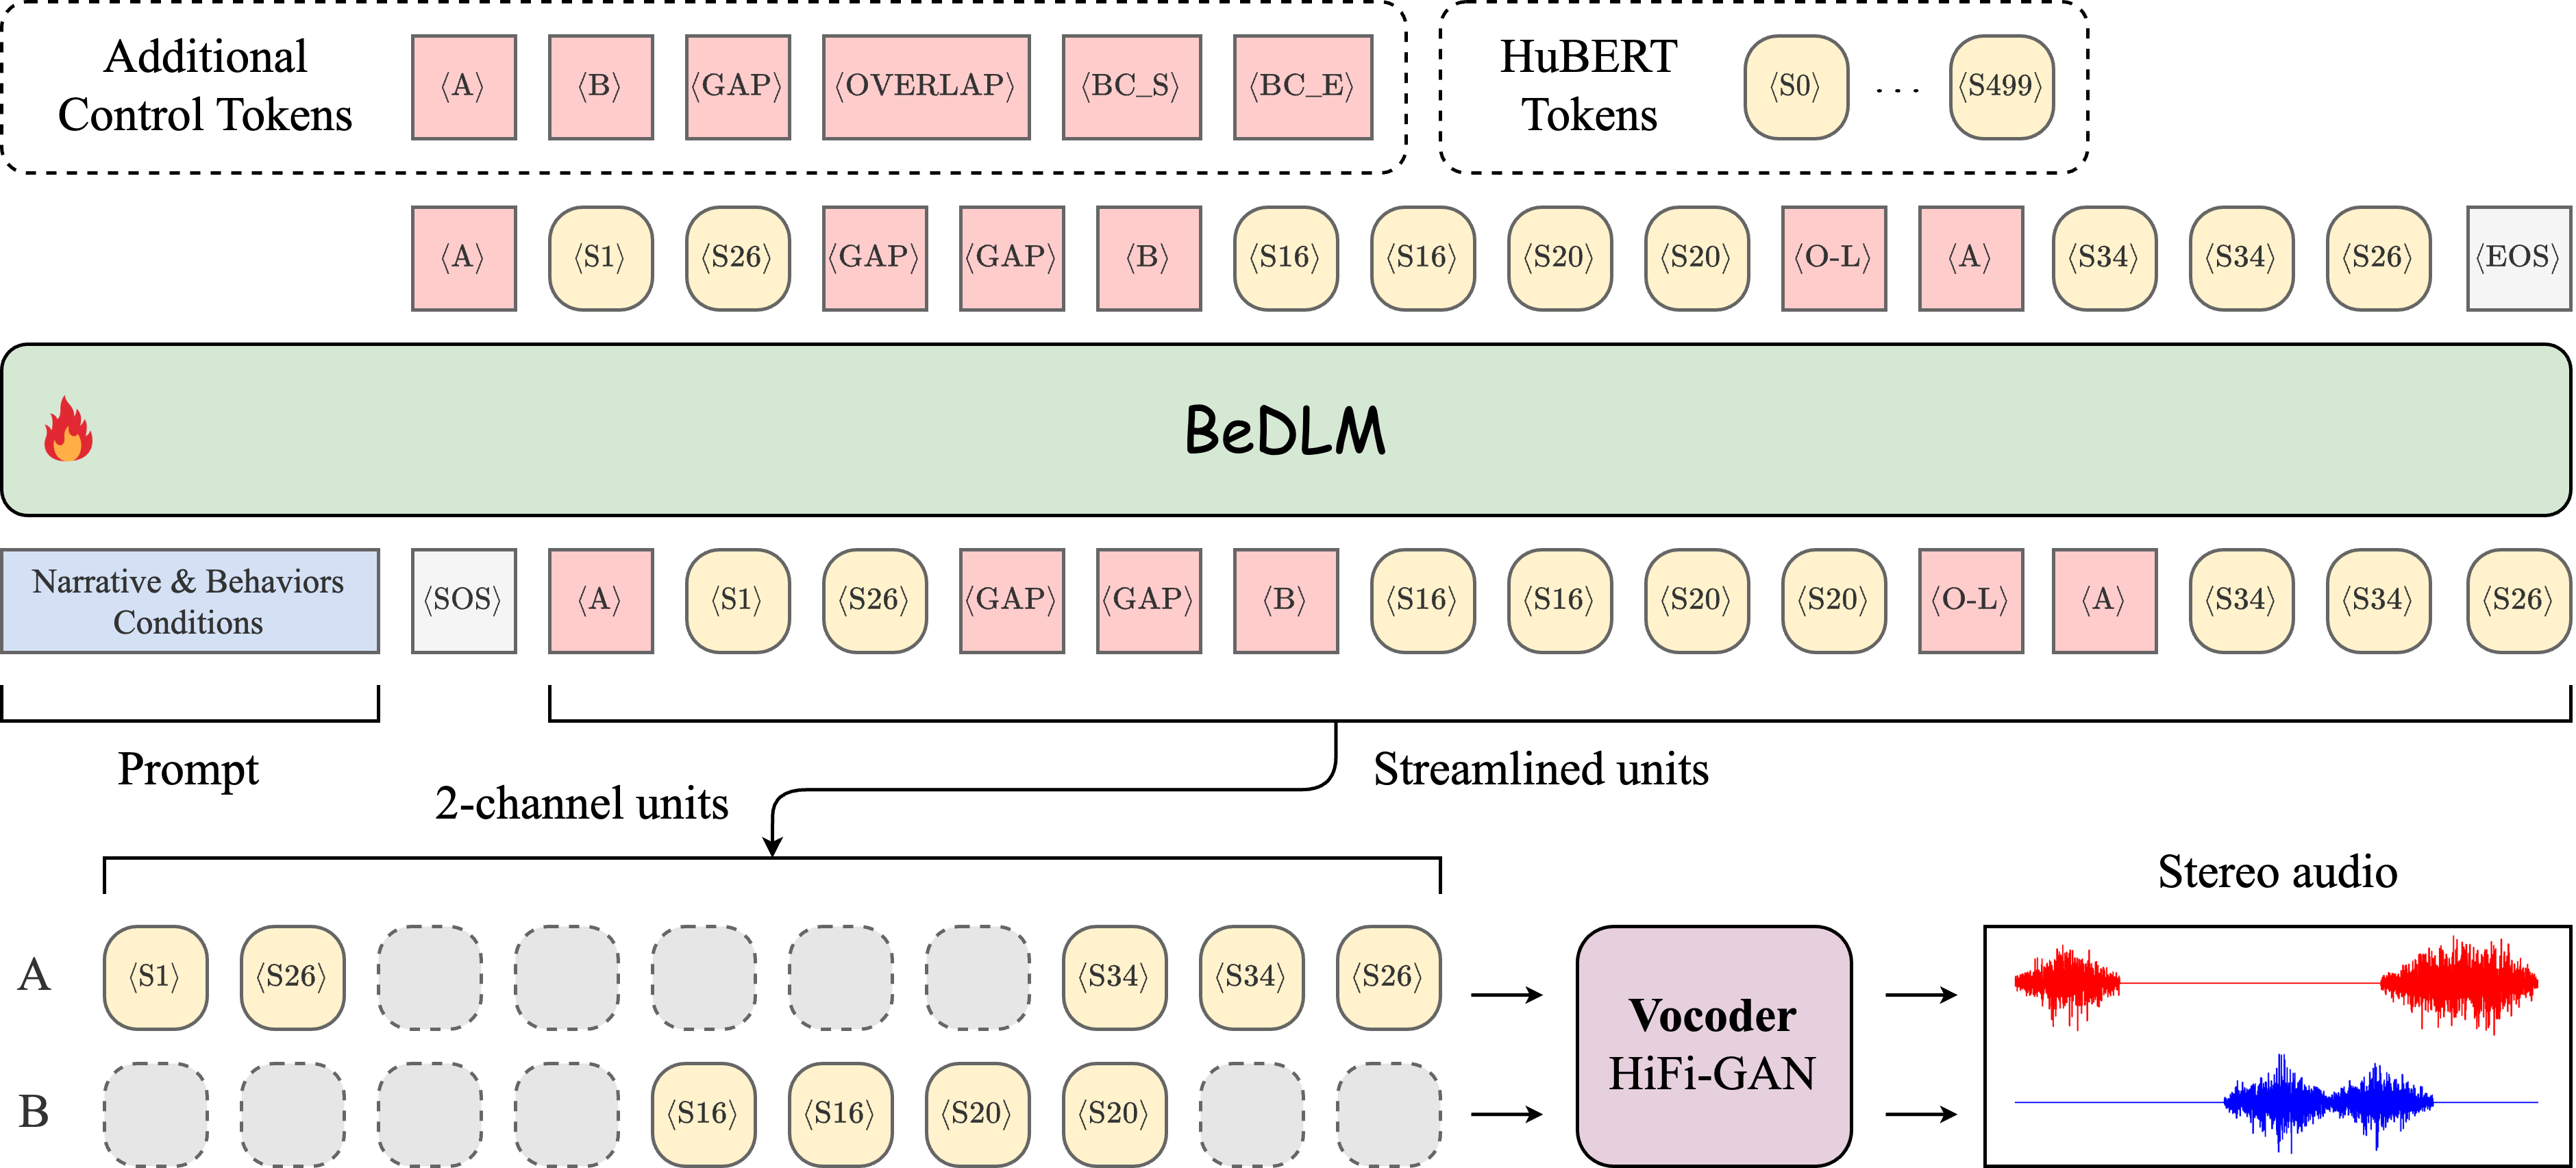 Additional
Control Tokens
⟨A⟩ ⟨B⟩ ⟨GAP⟩ ⟨OVERLAP⟩ ⟨BC_S⟩ ⟨BC_E⟩
HuBERT
Tokens
⟨S0⟩ ... ⟨S499⟩
⟨A⟩ ⟨S1⟩ ⟨S26⟩ ⟨GAP⟩ ⟨GAP⟩ ⟨B⟩ ⟨S16⟩ ⟨S16⟩ ⟨S20⟩ ⟨S20⟩ ⟨O-L⟩ ⟨A⟩ ⟨S34⟩ ⟨S34⟩ ⟨S26⟩ ⟨EOS⟩
BeDLM
Narrative & Behaviors
Conditions
⟨SOS⟩ ⟨A⟩ ⟨S1⟩ ⟨S26⟩ ⟨GAP⟩ ⟨GAP⟩ ⟨B⟩ ⟨S16⟩ ⟨S16⟩ ⟨S20⟩ ⟨S20⟩ ⟨O-L⟩ ⟨A⟩ ⟨S34⟩ ⟨S34⟩ ⟨S26⟩
Prompt
Streamlined units
2-channel units
A ⟨S1⟩ ⟨S26⟩ ⟨S34⟩ ⟨S34⟩ ⟨S26⟩
B ⟨S16⟩ ⟨S16⟩ ⟨S20⟩ ⟨S20⟩
Vocoder
HiFi-GAN
Stereo audio